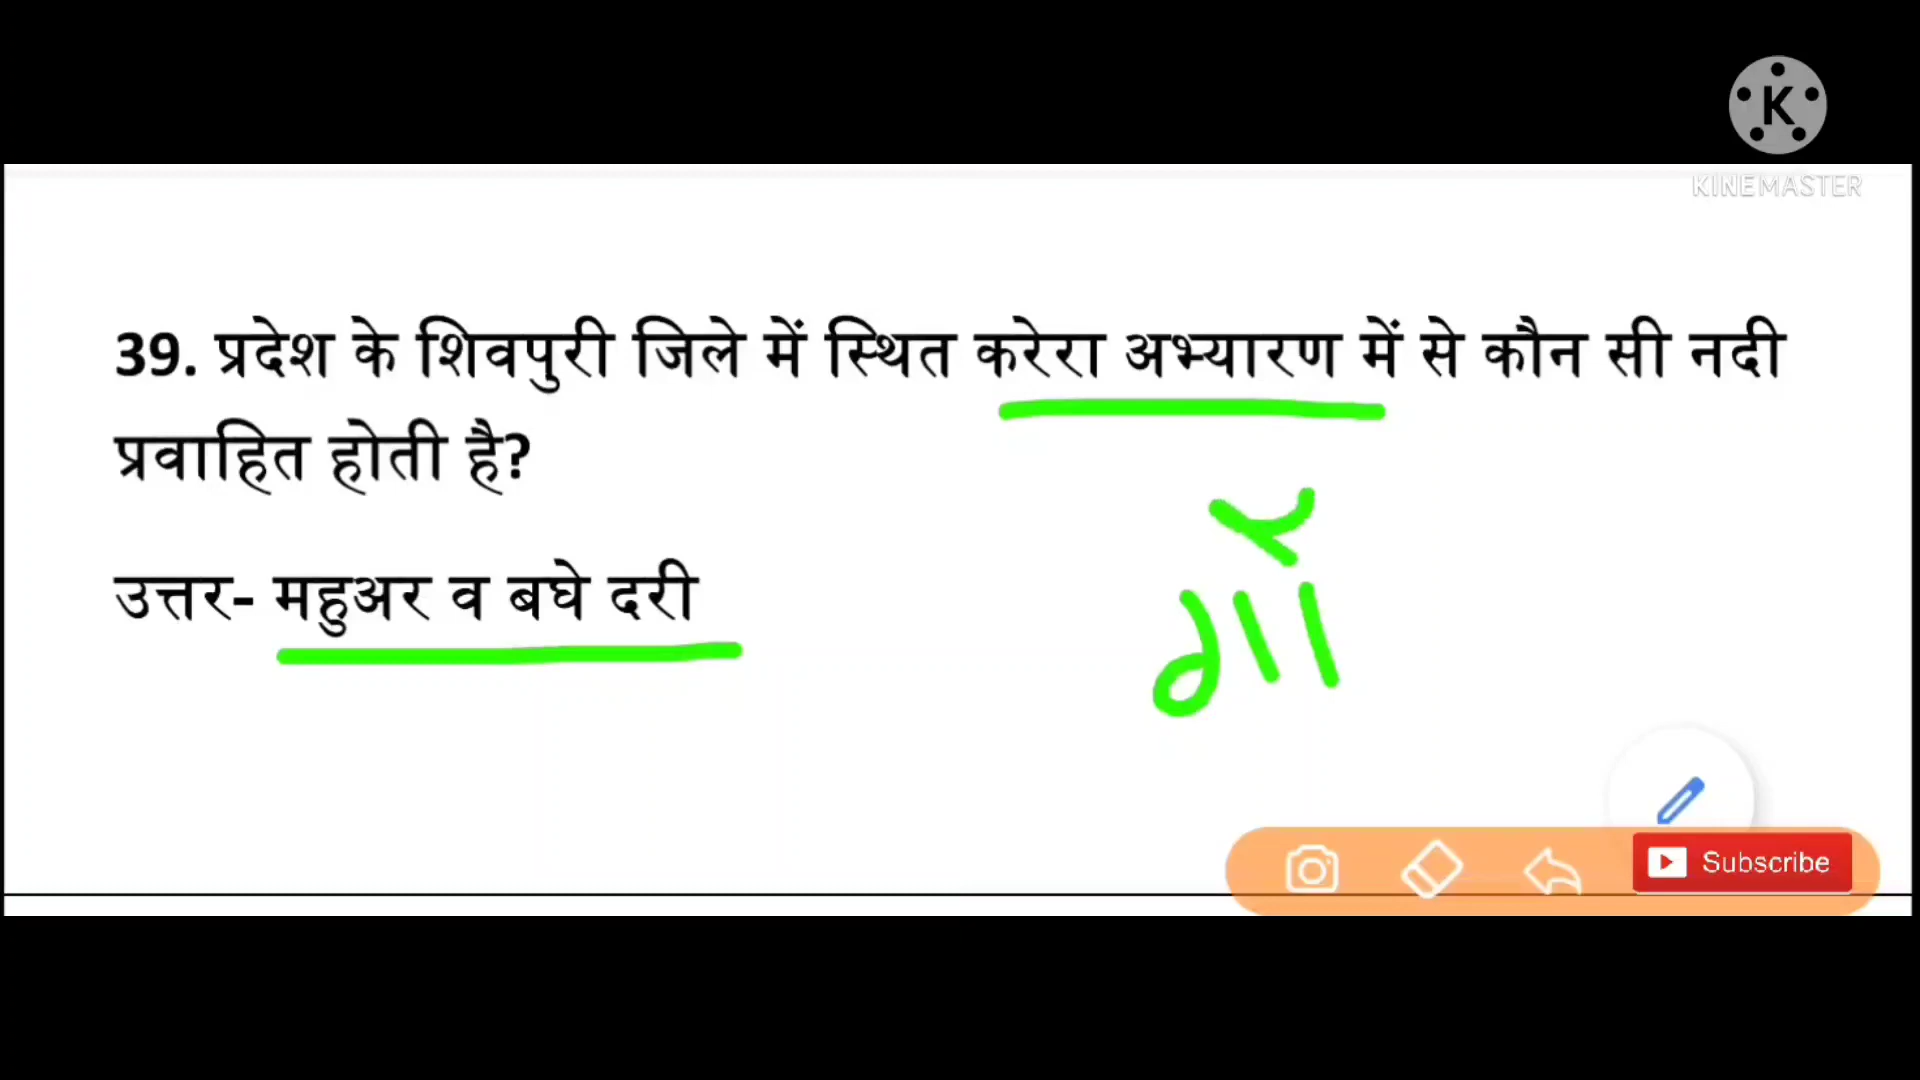 K
KINEMASTER
39. प्रदेश के शिवपुरी जिले में स्थित करेरा अभ्यारण में से कौन सी नदी
प्रवाहित होती है?
उत्तर- महुअर व बघे दरी
Subscribe